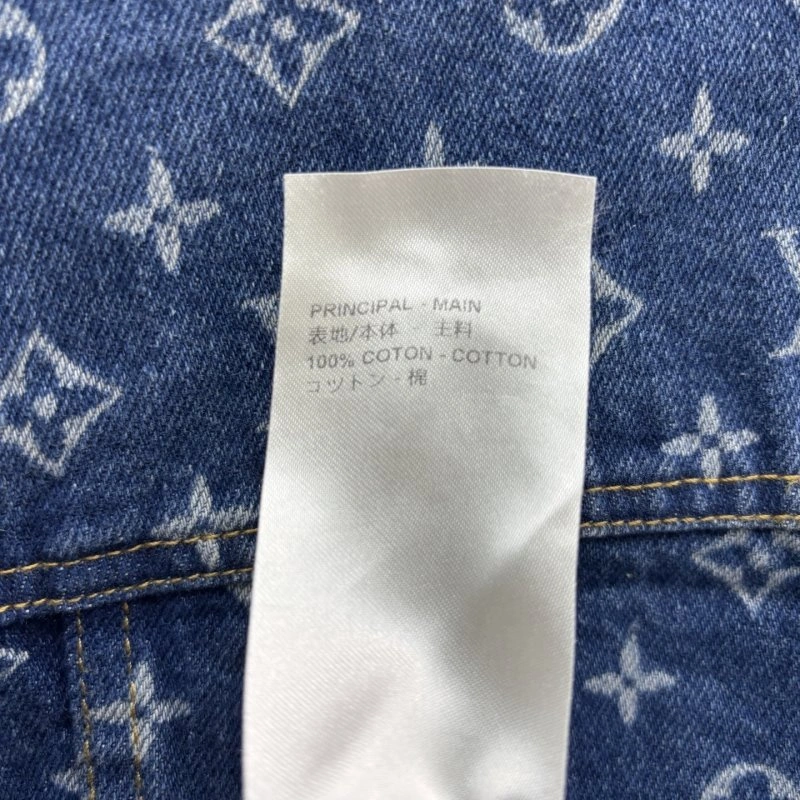 PRINCIPAL - MAIN
表地/本体 - 主料
100% COTON - COTTON
コットン - 棉